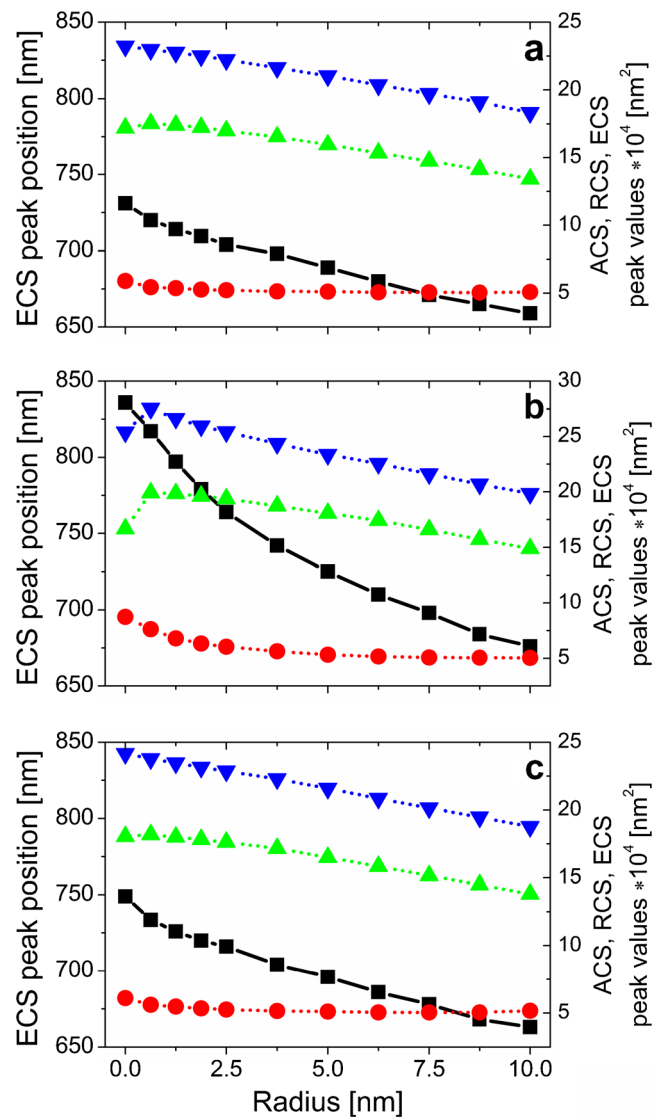 a
850
800
750
700
650
ECS peak position [nm]
25
20
15
10
5
ACS, RCS, ECS
peak values *10⁴ [nm²]
b
850
800
750
700
650
ECS peak position [nm]
30
25
20
15
10
5
ACS, RCS, ECS
peak values *10⁴ [nm²]
c
850
800
750
700
650
ECS peak position [nm]
25
20
15
10
5
ACS, RCS, ECS
peak values *10⁴ [nm²]
0.0 2.5 5.0 7.5 10.0
Radius [nm]